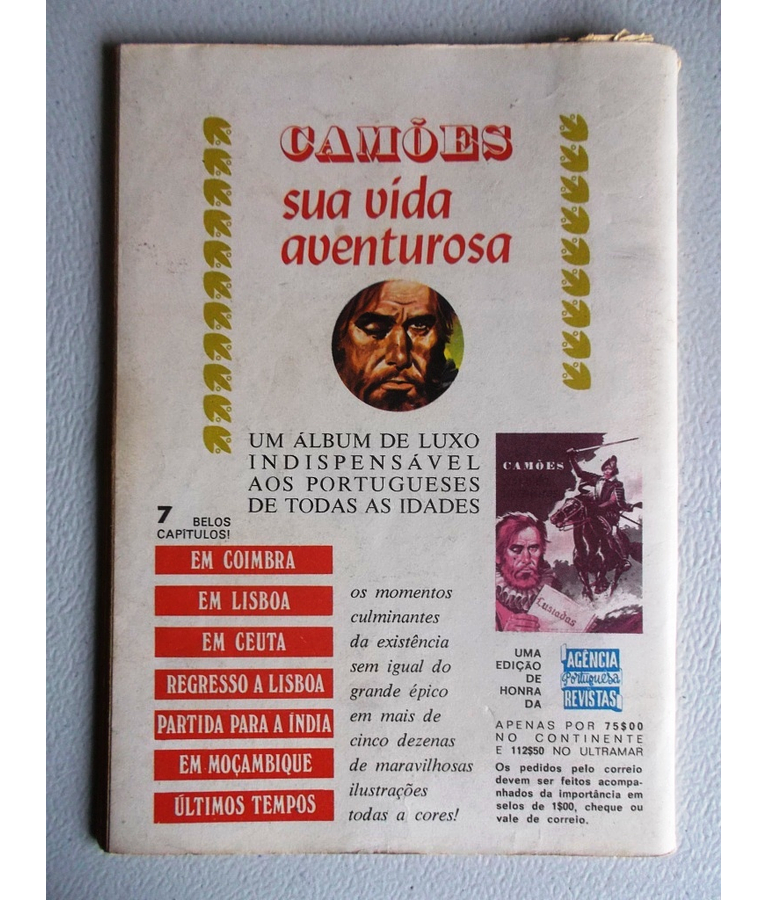 CAMÕES
sua vida
aventurosa
UM ÁLBUM DE LUXO
INDISPENSÁVEL
AOS PORTUGUESES
DE TODAS AS IDADES
7 BELOS
CAPÍTULOS!
EM COIMBRA
EM LISBOA
EM CEUTA
REGRESSO A LISBOA
PARTIDA PARA A ÍNDIA
EM MOÇAMBIQUE
ÚLTIMOS TEMPOS
os momentos
culminantes
da existência
sem igual do
grande épico
em mais de
cinco dezenas
de maravilhosas
ilustrações
todas a cores!
CAMÕES
Lusiadas
UMA
EDIÇÃO
DE
HONRA
DA
AGÊNCIA
Portuguesa
REVISTAS
APENAS POR 75$00
NO CONTINENTE
E 112$50 NO ULTRAMAR
Os pedidos pelo correio
devem ser feitos acompa-
nhados da importância em
selos de 1$00, cheque ou
vale de correio.